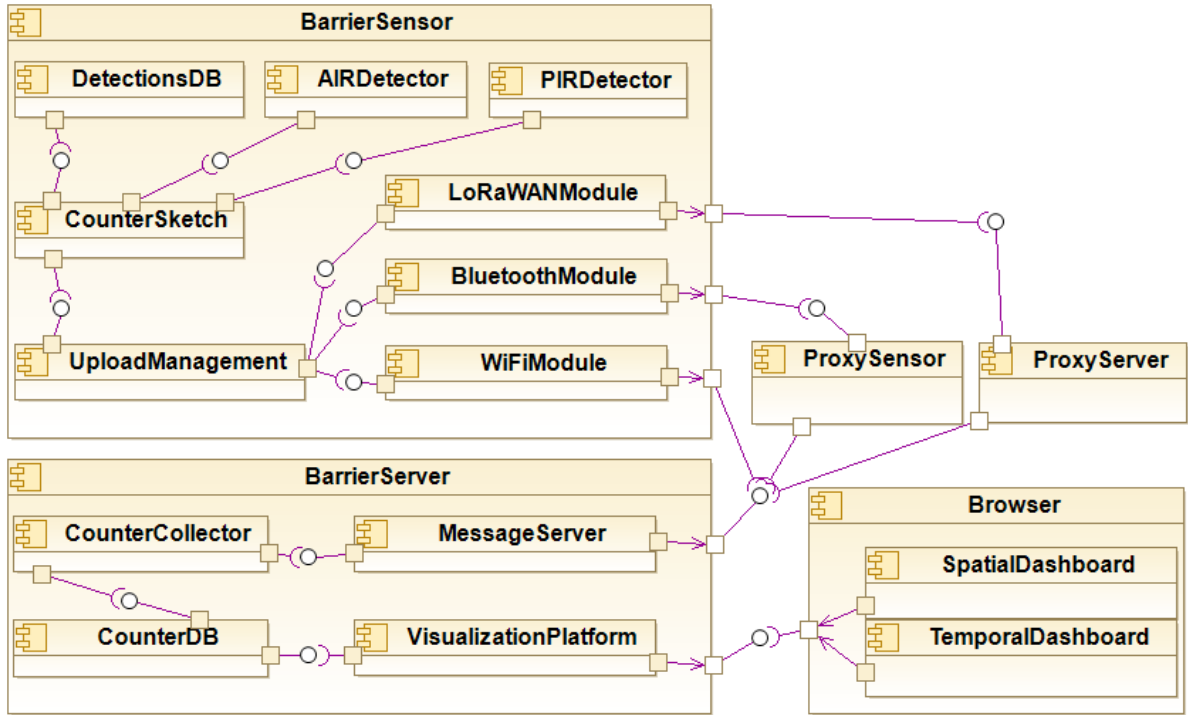 BarrierSensor
DetectionsDB
AIRDetector
PIRDetector
LoRaWANModule
CounterSketch
BluetoothModule
UploadManagement
WiFiModule
ProxySensor
ProxyServer
BarrierServer
Browser
CounterCollector
MessageServer
SpatialDashboard
CounterDB
VisualizationPlatform
TemporalDashboard